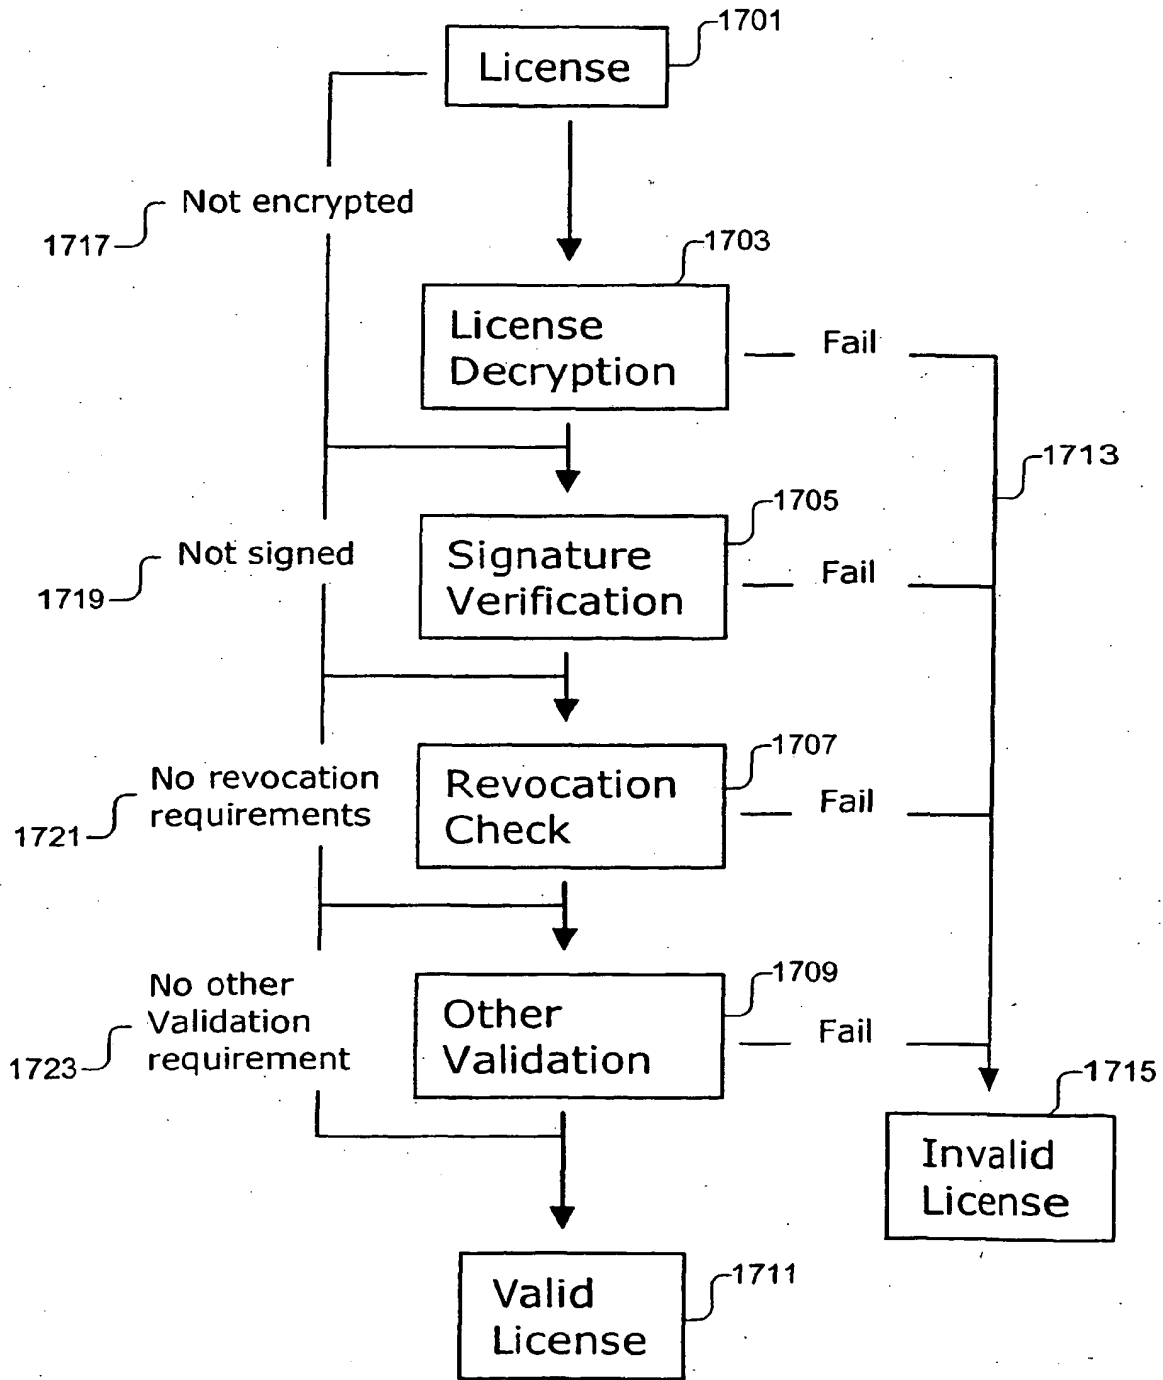 1701
License
Not encrypted
1717
1703
License
Decryption
Fail
1713
1705
Not signed
Signature
Verification
Fail
1719
1707
No revocation
requirements
Revocation
Check
Fail
1721
1709
No other
Validation
requirement
Other
Validation
Fail
1723
1715
Invalid
License
1711
Valid
License